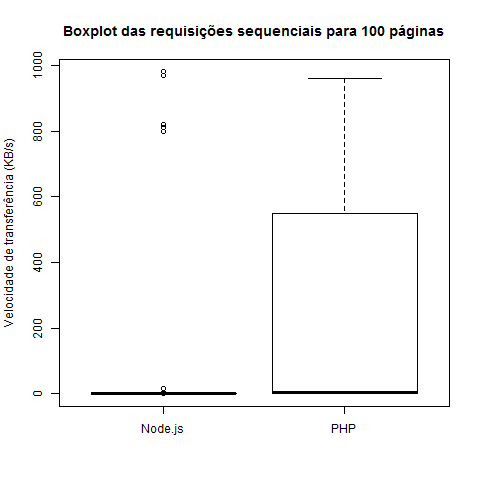 Boxplot das requisições sequenciais para 100 páginas
Velocidade de transferência (KB/s)
1000
800
600
400
200
0
Node.js
PHP